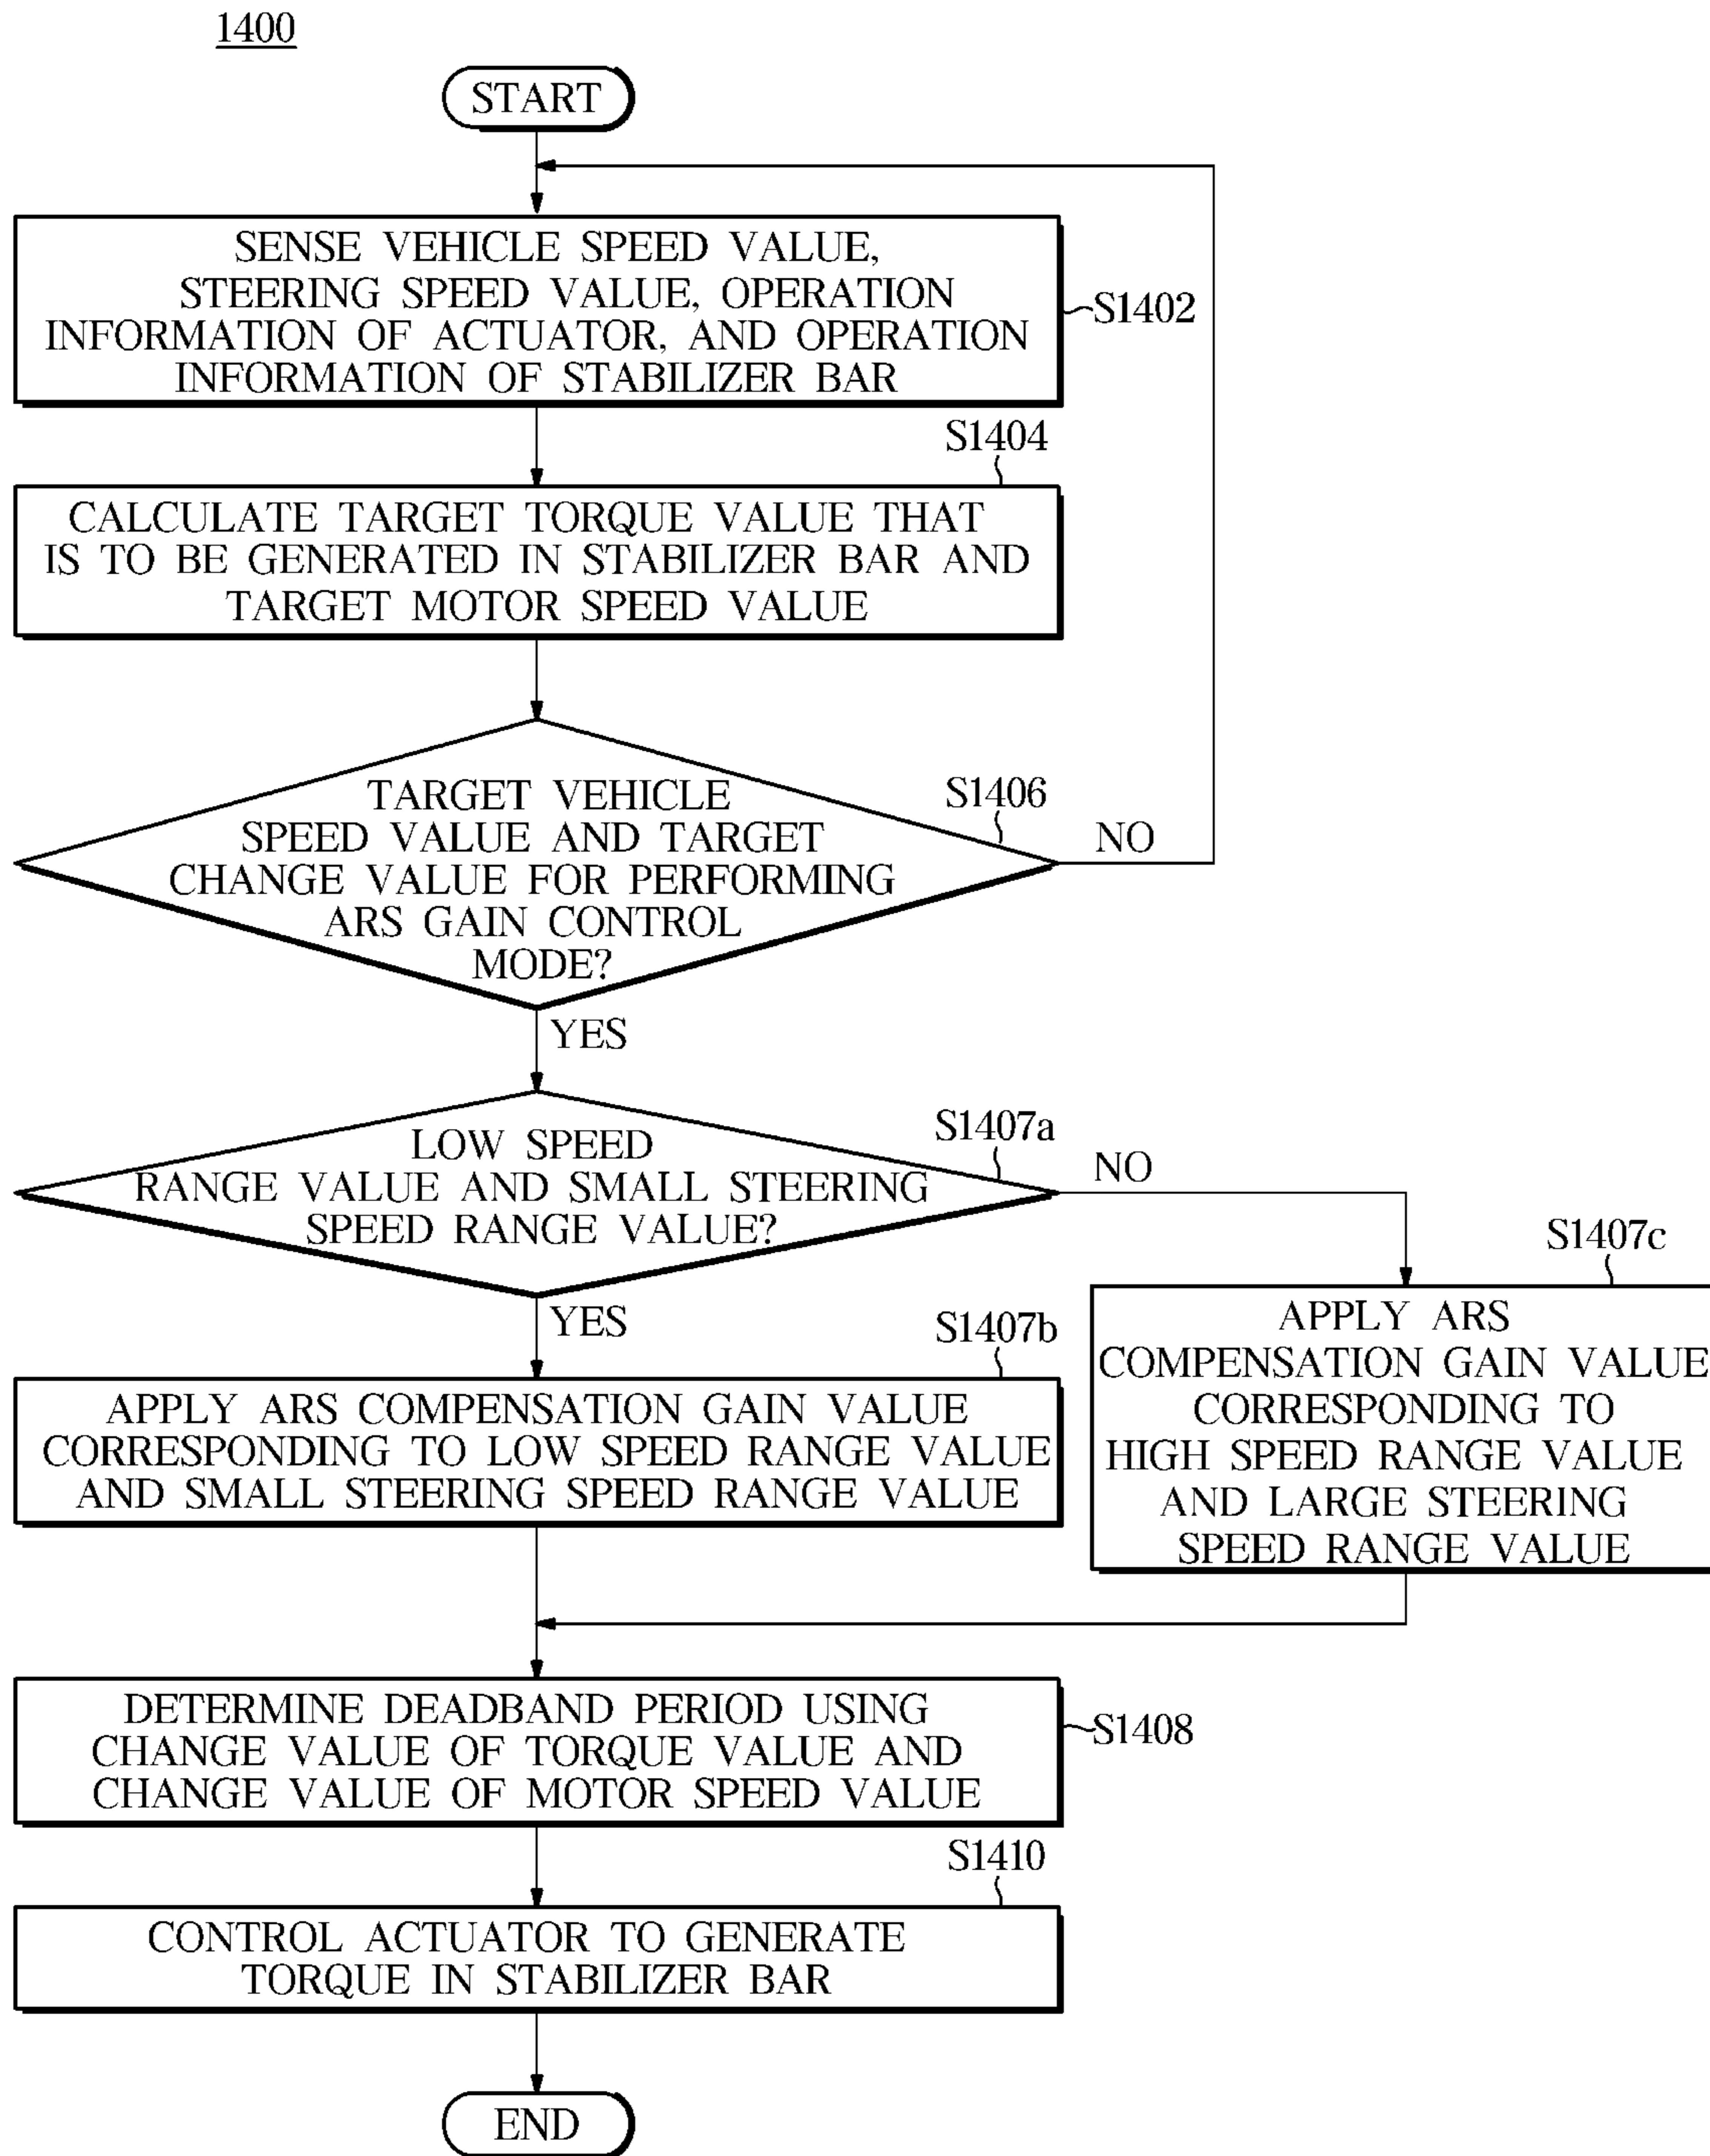 1400
START
SENSE VEHICLE SPEED VALUE,
STEERING SPEED VALUE, OPERATION
INFORMATION OF ACTUATOR, AND OPERATION
INFORMATION OF STABILIZER BAR
S1402
S1404
CALCULATE TARGET TORQUE VALUE THAT
IS TO BE GENERATED IN STABILIZER BAR AND
TARGET MOTOR SPEED VALUE
S1406
TARGET VEHICLE
SPEED VALUE AND TARGET
CHANGE VALUE FOR PERFORMING
ARS GAIN CONTROL
MODE?
NO
YES
S1407a
LOW SPEED
RANGE VALUE AND SMALL STEERING
SPEED RANGE VALUE?
NO
YES
S1407b
APPLY ARS COMPENSATION GAIN VALUE
CORRESPONDING TO LOW SPEED RANGE VALUE
AND SMALL STEERING SPEED RANGE VALUE
S1407c
APPLY ARS
COMPENSATION GAIN VALUE
CORRESPONDING TO
HIGH SPEED RANGE VALUE
AND LARGE STEERING
SPEED RANGE VALUE
DETERMINE DEADBAND PERIOD USING
CHANGE VALUE OF TORQUE VALUE AND
CHANGE VALUE OF MOTOR SPEED VALUE
S1408
S1410
CONTROL ACTUATOR TO GENERATE
TORQUE IN STABILIZER BAR
END